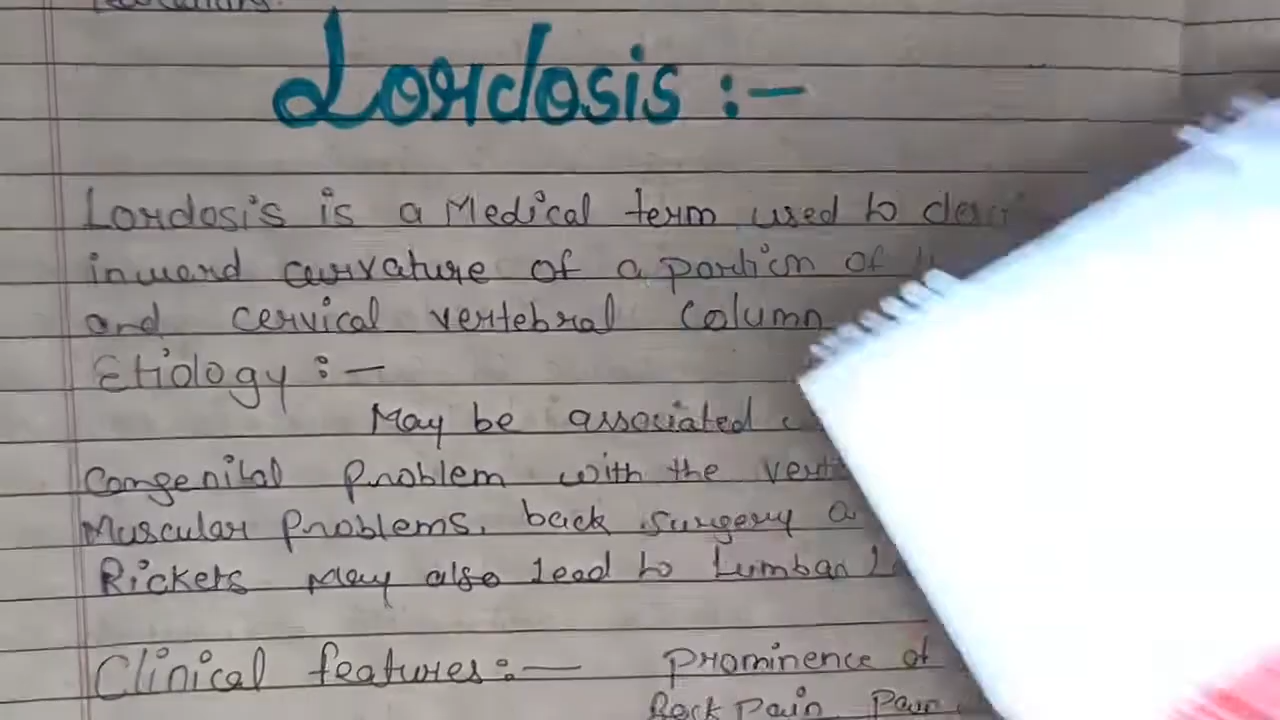 Lordosis :-
Lordosis is a Medical term used to
inward curvature of a portion of
and cervical vertebral column
Etiology :-
May be associated
Congenital Problem with the
Muscular Problems, back surgery
Rickets May also lead to Lumbar
Clinical features:- Prominence of
Back Pain Pain